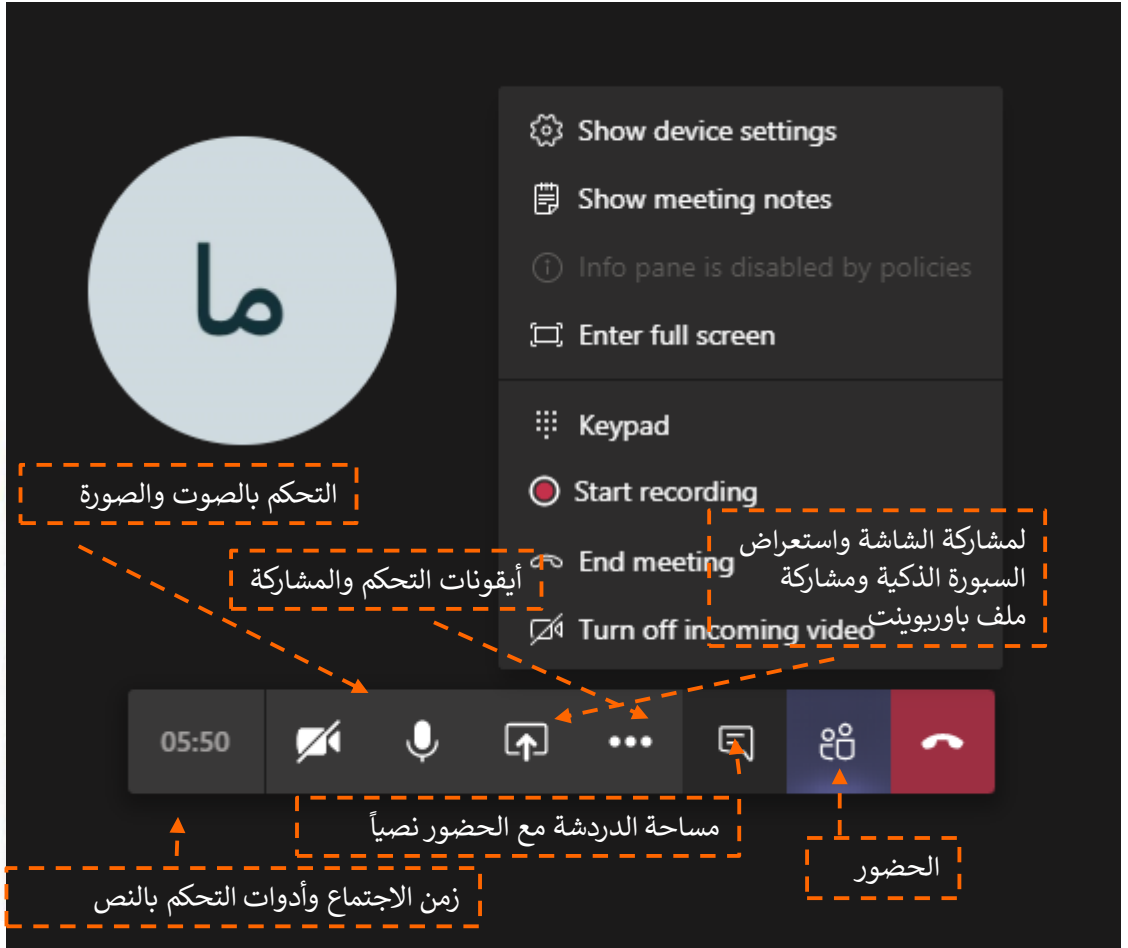 Show device settings
Show meeting notes
ما
Info pane is disabled by policies
Enter full screen
Keypad
التحكم بالصوت والصورة
Start recording
لمشاركة الشاشة واستعراض
السبورة الذكية ومشاركة
ملف باوربوينت
End meeting
أيقونات التحكم والمشاركة
Turn off incoming video
05:50
مساحة الدردشة مع الحضور نصياً
الحضور
زمن الاجتماع وأدوات التحكم بالنص